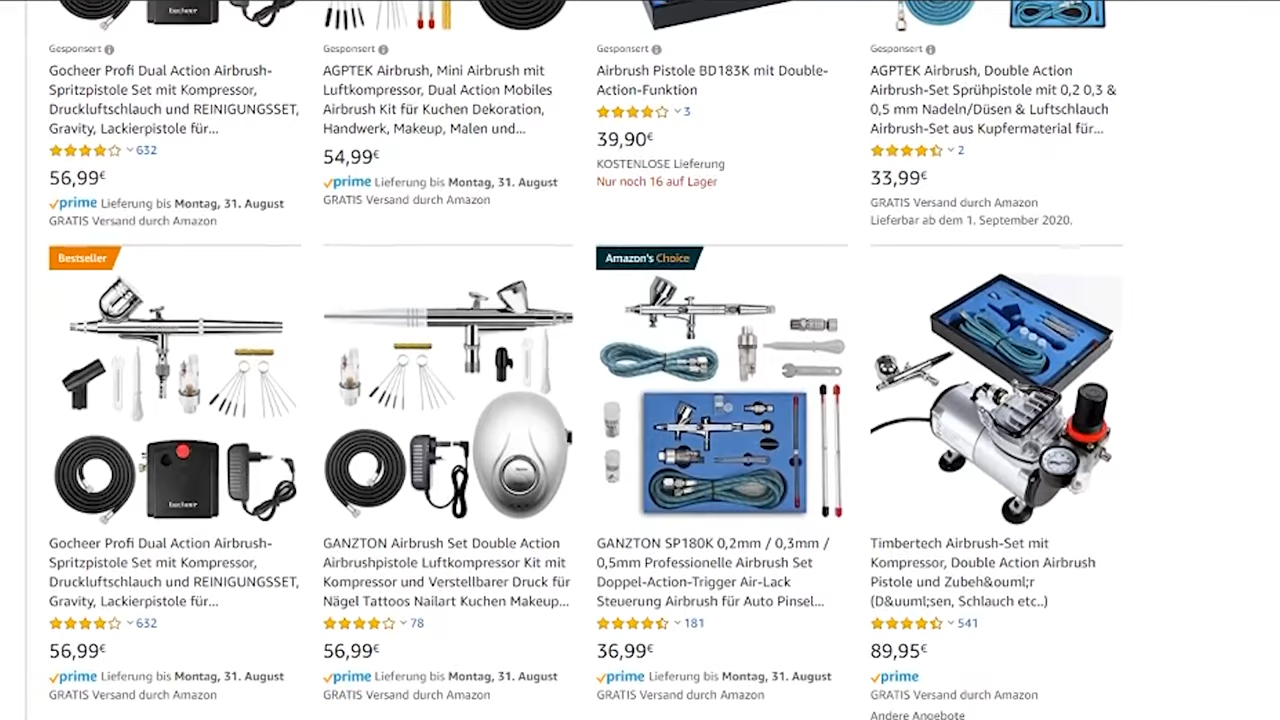 Gesponsert
Gocheer Profi Dual Action Airbrush-
Spritzpistole Set mit Kompressor,
Druckluftschlauch und REINIGUNGSSET,
Gravity, Lackierpistole für...
632
56,99€
prime Lieferung bis Montag, 31. August
GRATIS Versand durch Amazon
Gesponsert
AGPTEK Airbrush, Mini Airbrush mit
Luftkompressor, Dual Action Mobiles
Airbrush Kit für Kuchen Dekoration,
Handwerk, Makeup, Malen und...
54,99€
prime Lieferung bis Montag, 31. August
GRATIS Versand durch Amazon
Gesponsert
Airbrush Pistole BD183K mit Double-
Action-Funktion
3
39,90€
KOSTENLOSE Lieferung
Nur noch 16 auf Lager
Gesponsert
AGPTEK Airbrush, Double Action
Airbrush-Set Sprühpistole mit 0,2 0,3 &
0,5 mm Nadeln/Düsen & Luftschlauch
Airbrush-Set aus Kupfermaterial für...
2
33,99€
GRATIS Versand durch Amazon
Lieferbar ab dem 1. September 2020.
Bestseller
Gocheer
Gocheer Profi Dual Action Airbrush-
Spritzpistole Set mit Kompressor,
Druckluftschlauch und REINIGUNGSSET,
Gravity, Lackierpistole für...
632
56,99€
prime Lieferung bis Montag, 31. August
GRATIS Versand durch Amazon
GANZTON Airbrush Set Double Action
Airbrushpistole Luftkompressor Kit mit
Kompressor und Verstellbarer Druck für
Nägel Tattoos Nailart Kuchen Makeup...
78
56,99€
prime Lieferung bis Montag, 31. August
GRATIS Versand durch Amazon
Amazon's Choice
GANZTON SP180K 0,2mm / 0,3mm /
0,5mm Professionelle Airbrush Set
Doppel-Action-Trigger Air-Lack
Steuerung Airbrush für Auto Pinsel...
181
36,99€
prime Lieferung bis Montag, 31. August
GRATIS Versand durch Amazon
Timbertech Airbrush-Set mit
Kompressor, Double Action Airbrush
Pistole und Zubeh&ouml;r
(D&uuml;sen, Schlauch etc..)
541
89,95€
prime
GRATIS Versand durch Amazon
Andere Angebote